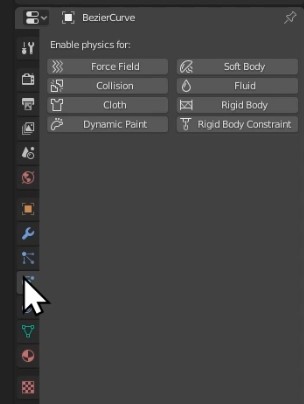 BezierCurve
Enable physics for:
Force Field Soft Body
Collision Fluid
Cloth Rigid Body
Dynamic Paint Rigid Body Constraint